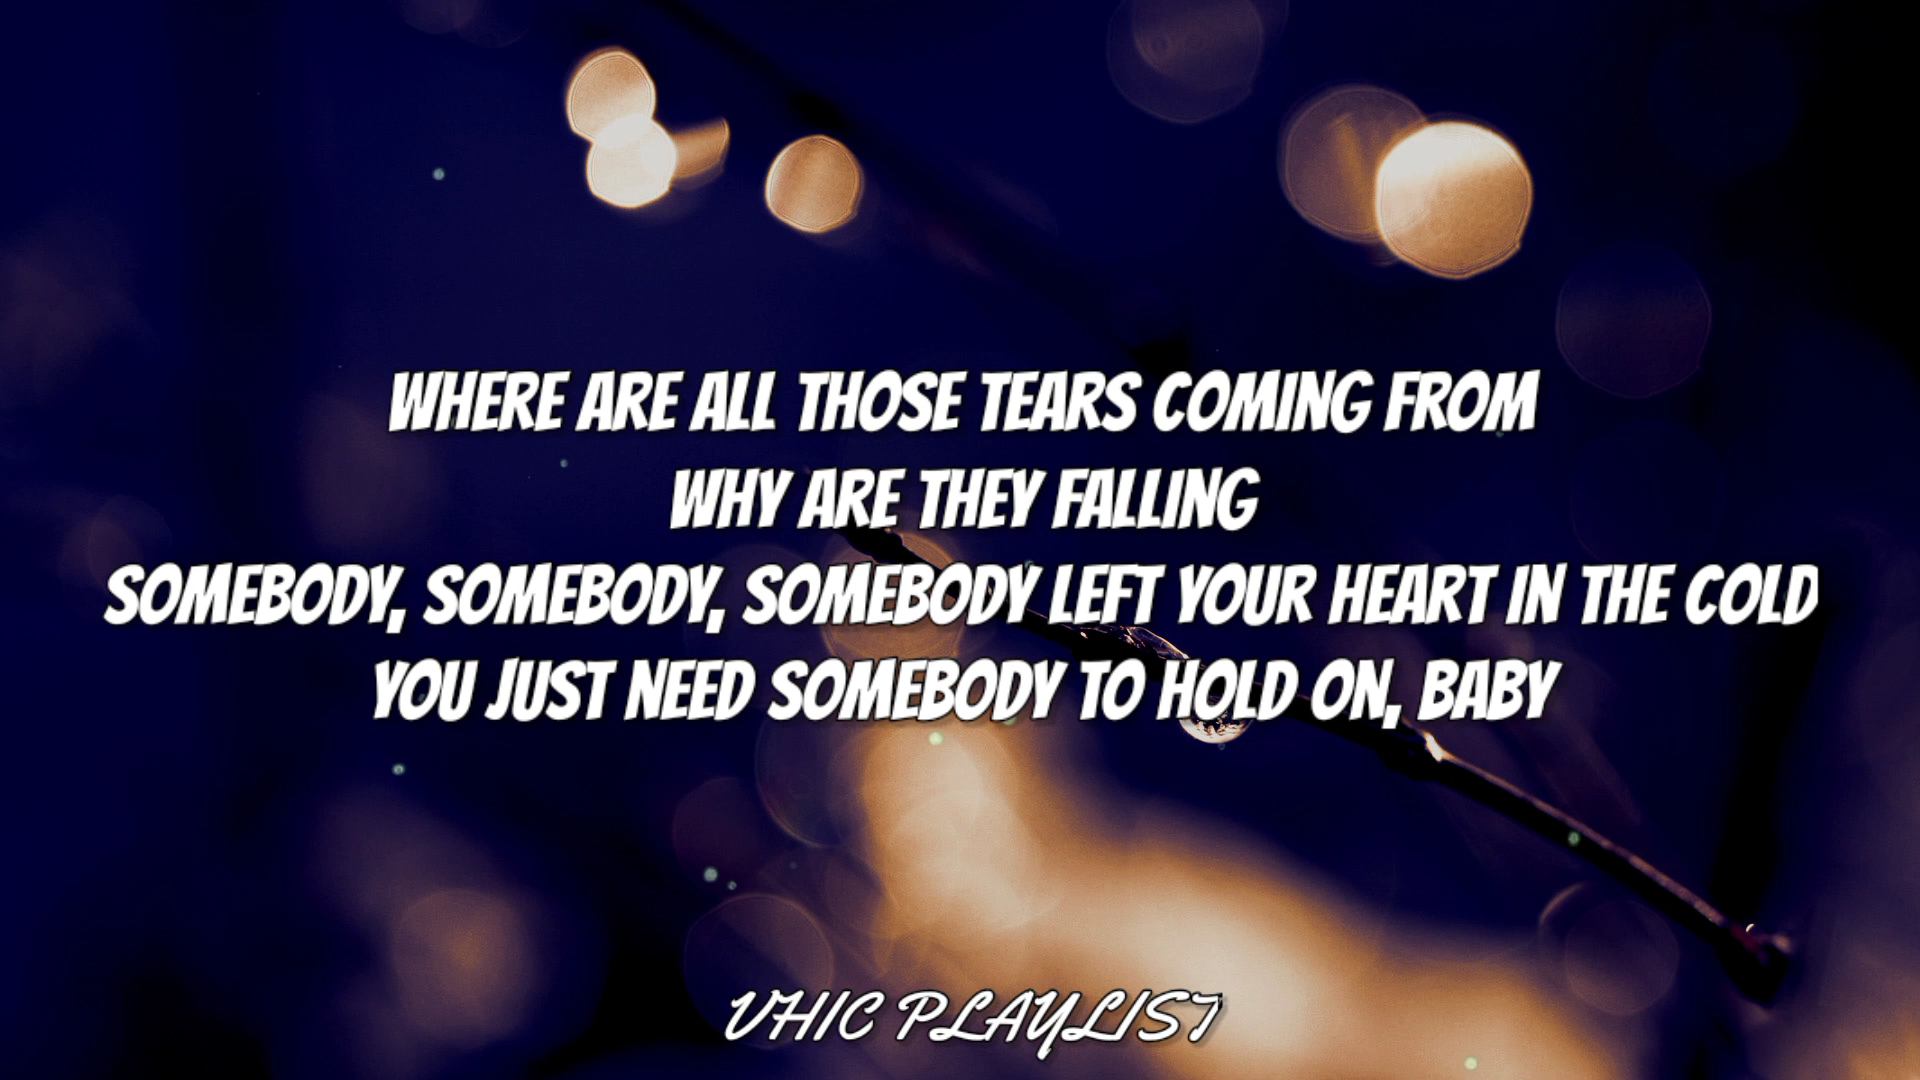 WHERE ARE ALL THOSE TEARS COMING FROM
WHY ARE THEY FALLING
SOMEBODY, SOMEBODY, SOMEBODY LEFT YOUR HEART IN THE COLD
YOU JUST NEED SOMEBODY TO HOLD ON, BABY
VHIC PLAYLIST